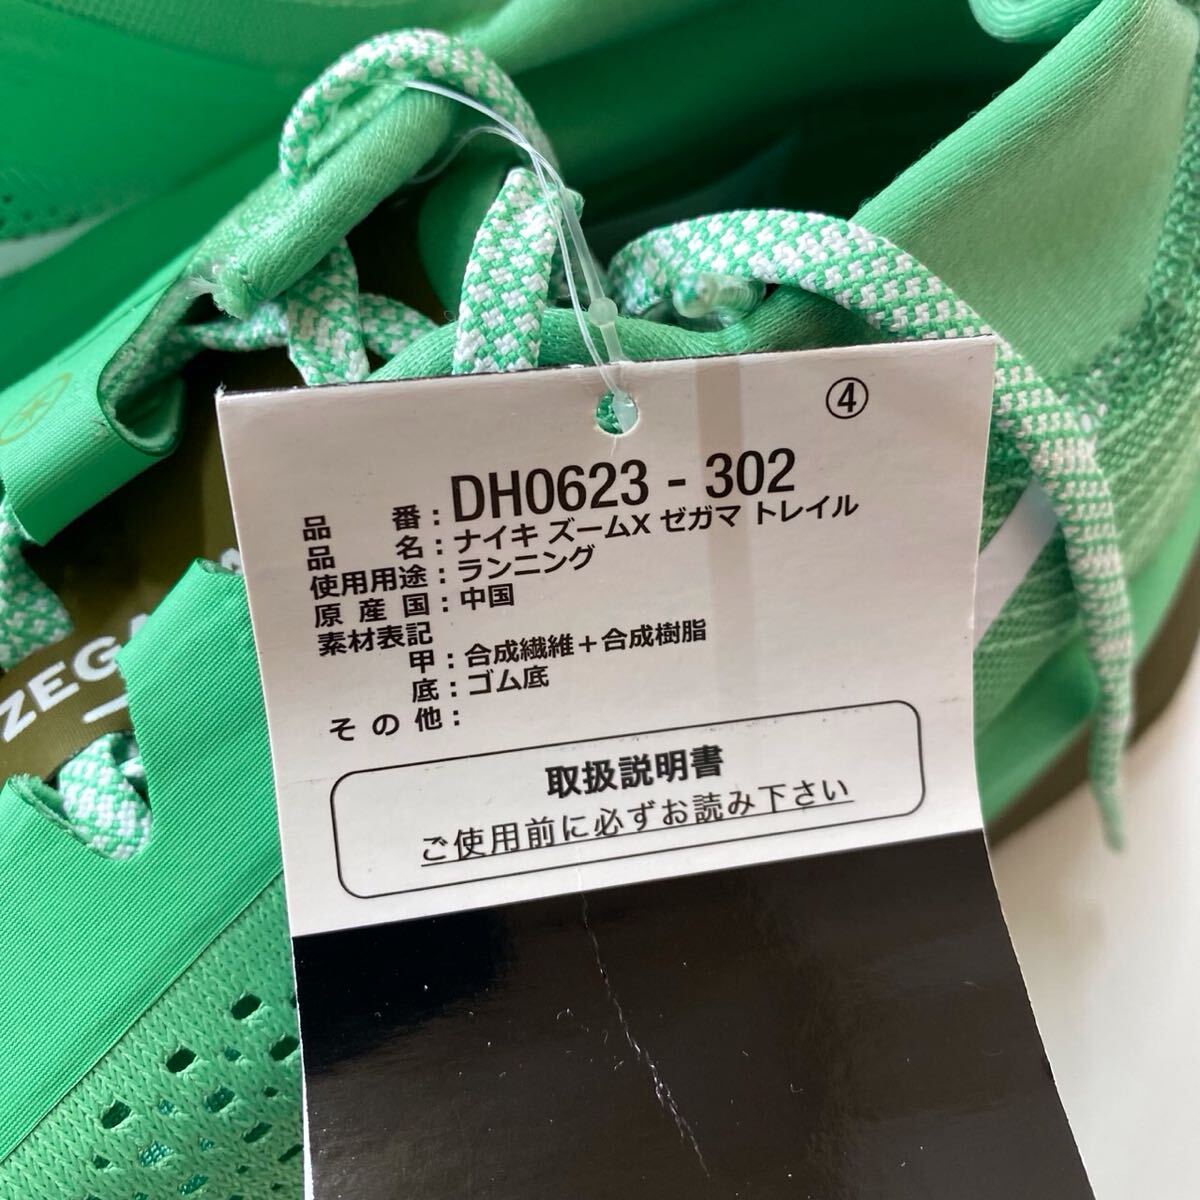 ④
品番：DH0623 - 302
品名：ナイキ ズームX ゼガマ トレイル
使用用途：ランニング
原産国：中国
素材表記
甲：合成繊維＋合成樹脂
底：ゴム底
その他：
取扱説明書
ご使用前に必ずお読み下さい
ZEGA